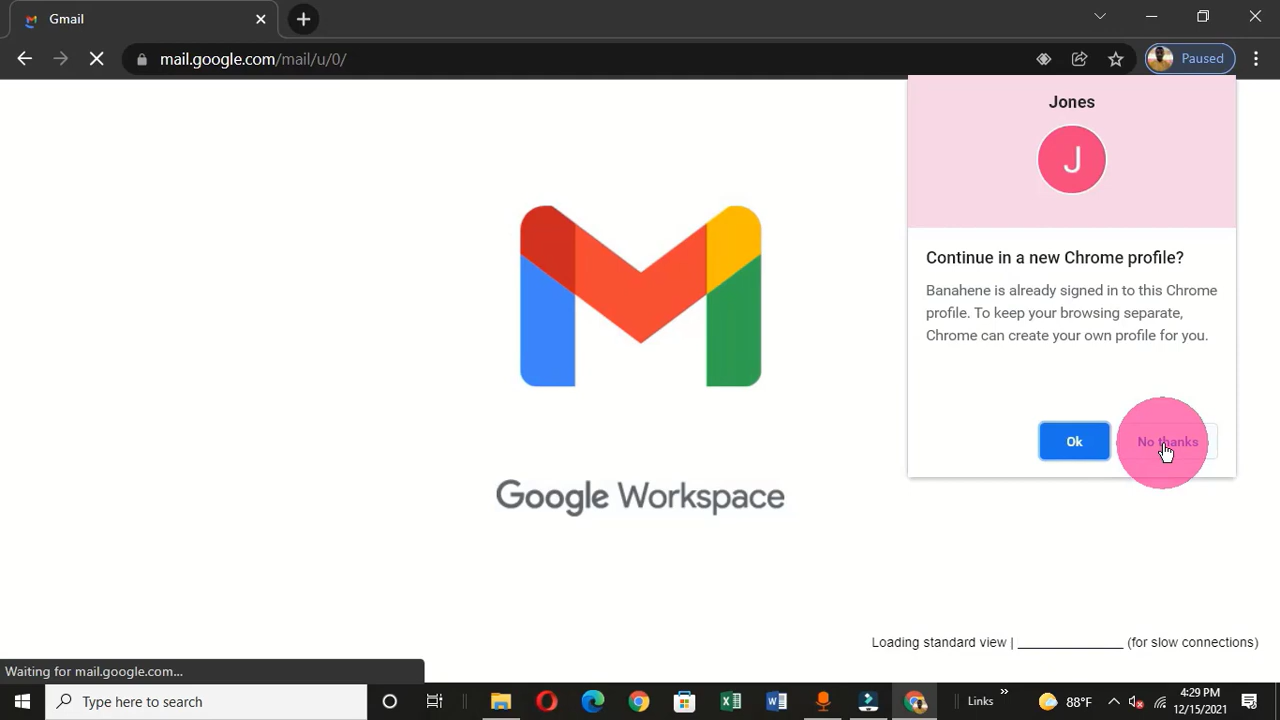 Gmail
mail.google.com/mail/u/0/
Paused
Jones
J
Continue in a new Chrome profile?
Banahene is already signed in to this Chrome
profile. To keep your browsing separate,
Chrome can create your own profile for you.
Ok
No thanks
Google Workspace
Loading standard view | ______________ (for slow connections)
Waiting for mail.google.com...
Type here to search
Links
88°F
4:29 PM
12/15/2021